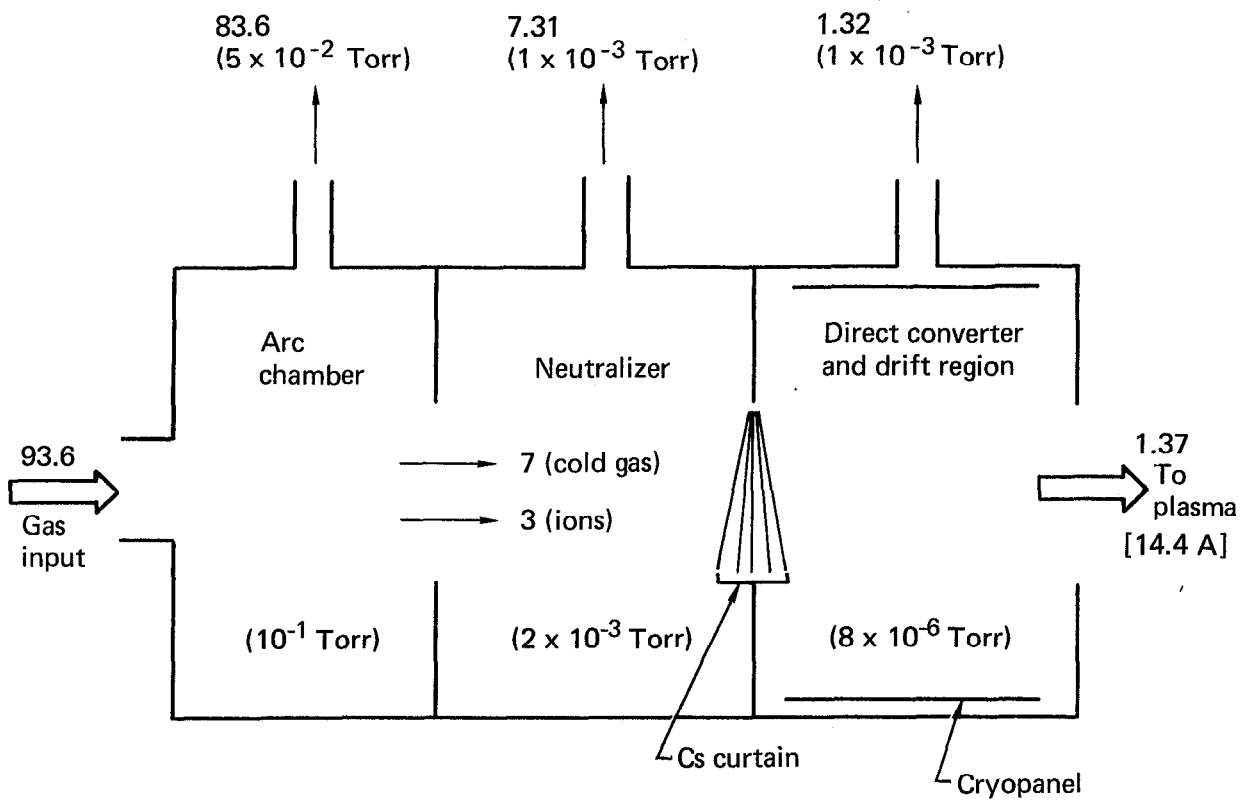 83.6
(5 x 10⁻² Torr)
7.31
(1 x 10⁻³ Torr)
1.32
(1 x 10⁻³ Torr)
Arc
chamber
Neutralizer
Direct converter
and drift region
93.6
Gas
input
7 (cold gas)
3 (ions)
1.37
To
plasma
[14.4 A]
(10⁻¹ Torr)
(2 x 10⁻³ Torr)
(8 x 10⁻⁶ Torr)
Cs curtain
Cryopanel